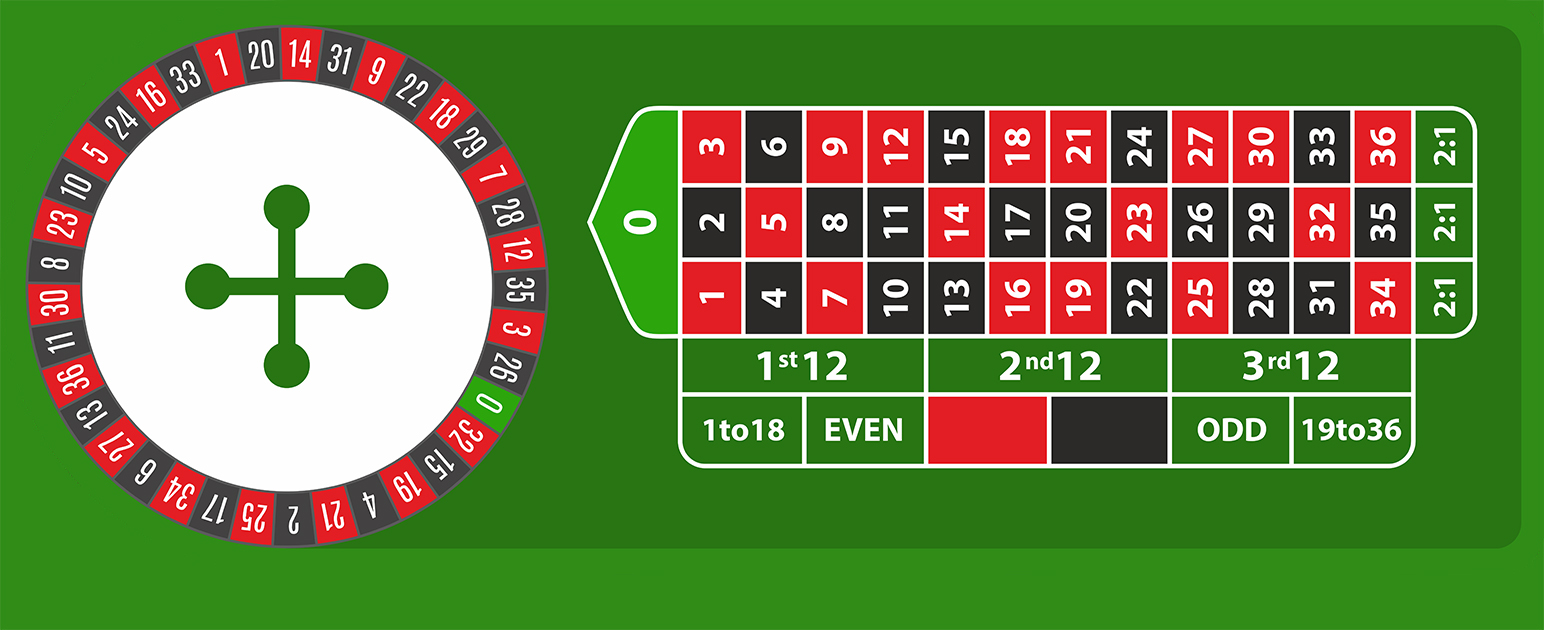 0 32 15 19 4 21 2 25 17 34 6 27 13 36 11 30 8 23 10 5 24 16 33 1 20 14 31 9 22 18 29 7 28 12 35 3 26
3 6 9 12 15 18 21 24 27 30 33 36 2:1
0 2 5 8 11 14 17 20 23 26 29 32 35 2:1
1 4 7 10 13 16 19 22 25 28 31 34 2:1
1st12 2nd12 3rd12
1to18 EVEN ODD 19to36